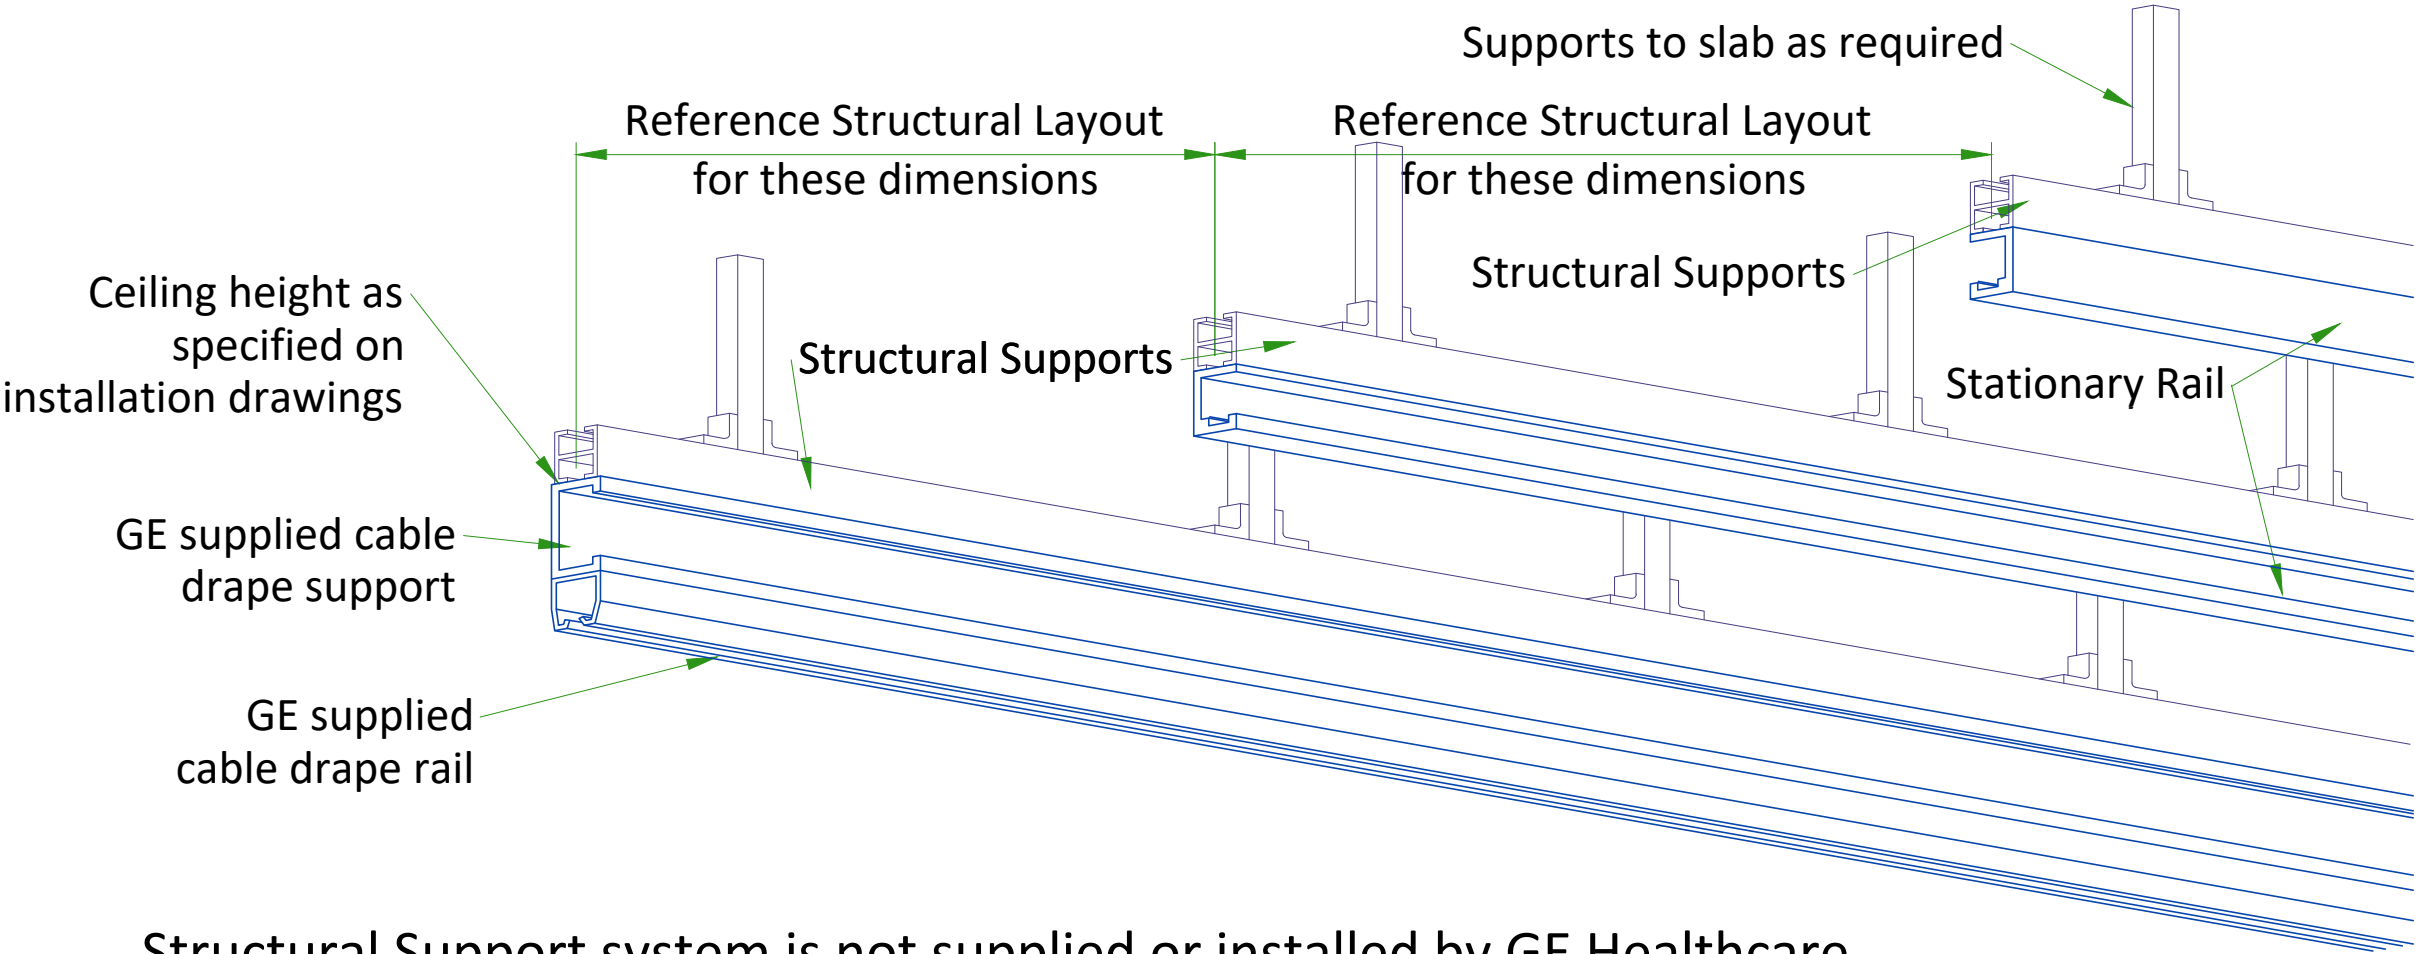 Supports to slab as required
Reference Structural Layout
for these dimensions
Reference Structural Layout
for these dimensions
Structural Supports
Ceiling height as
specified on
installation drawings
Structural Supports
Stationary Rail
GE supplied cable
drape support
GE supplied
cable drape rail
Structural Support system is not supplied or installed by GE Healthcare